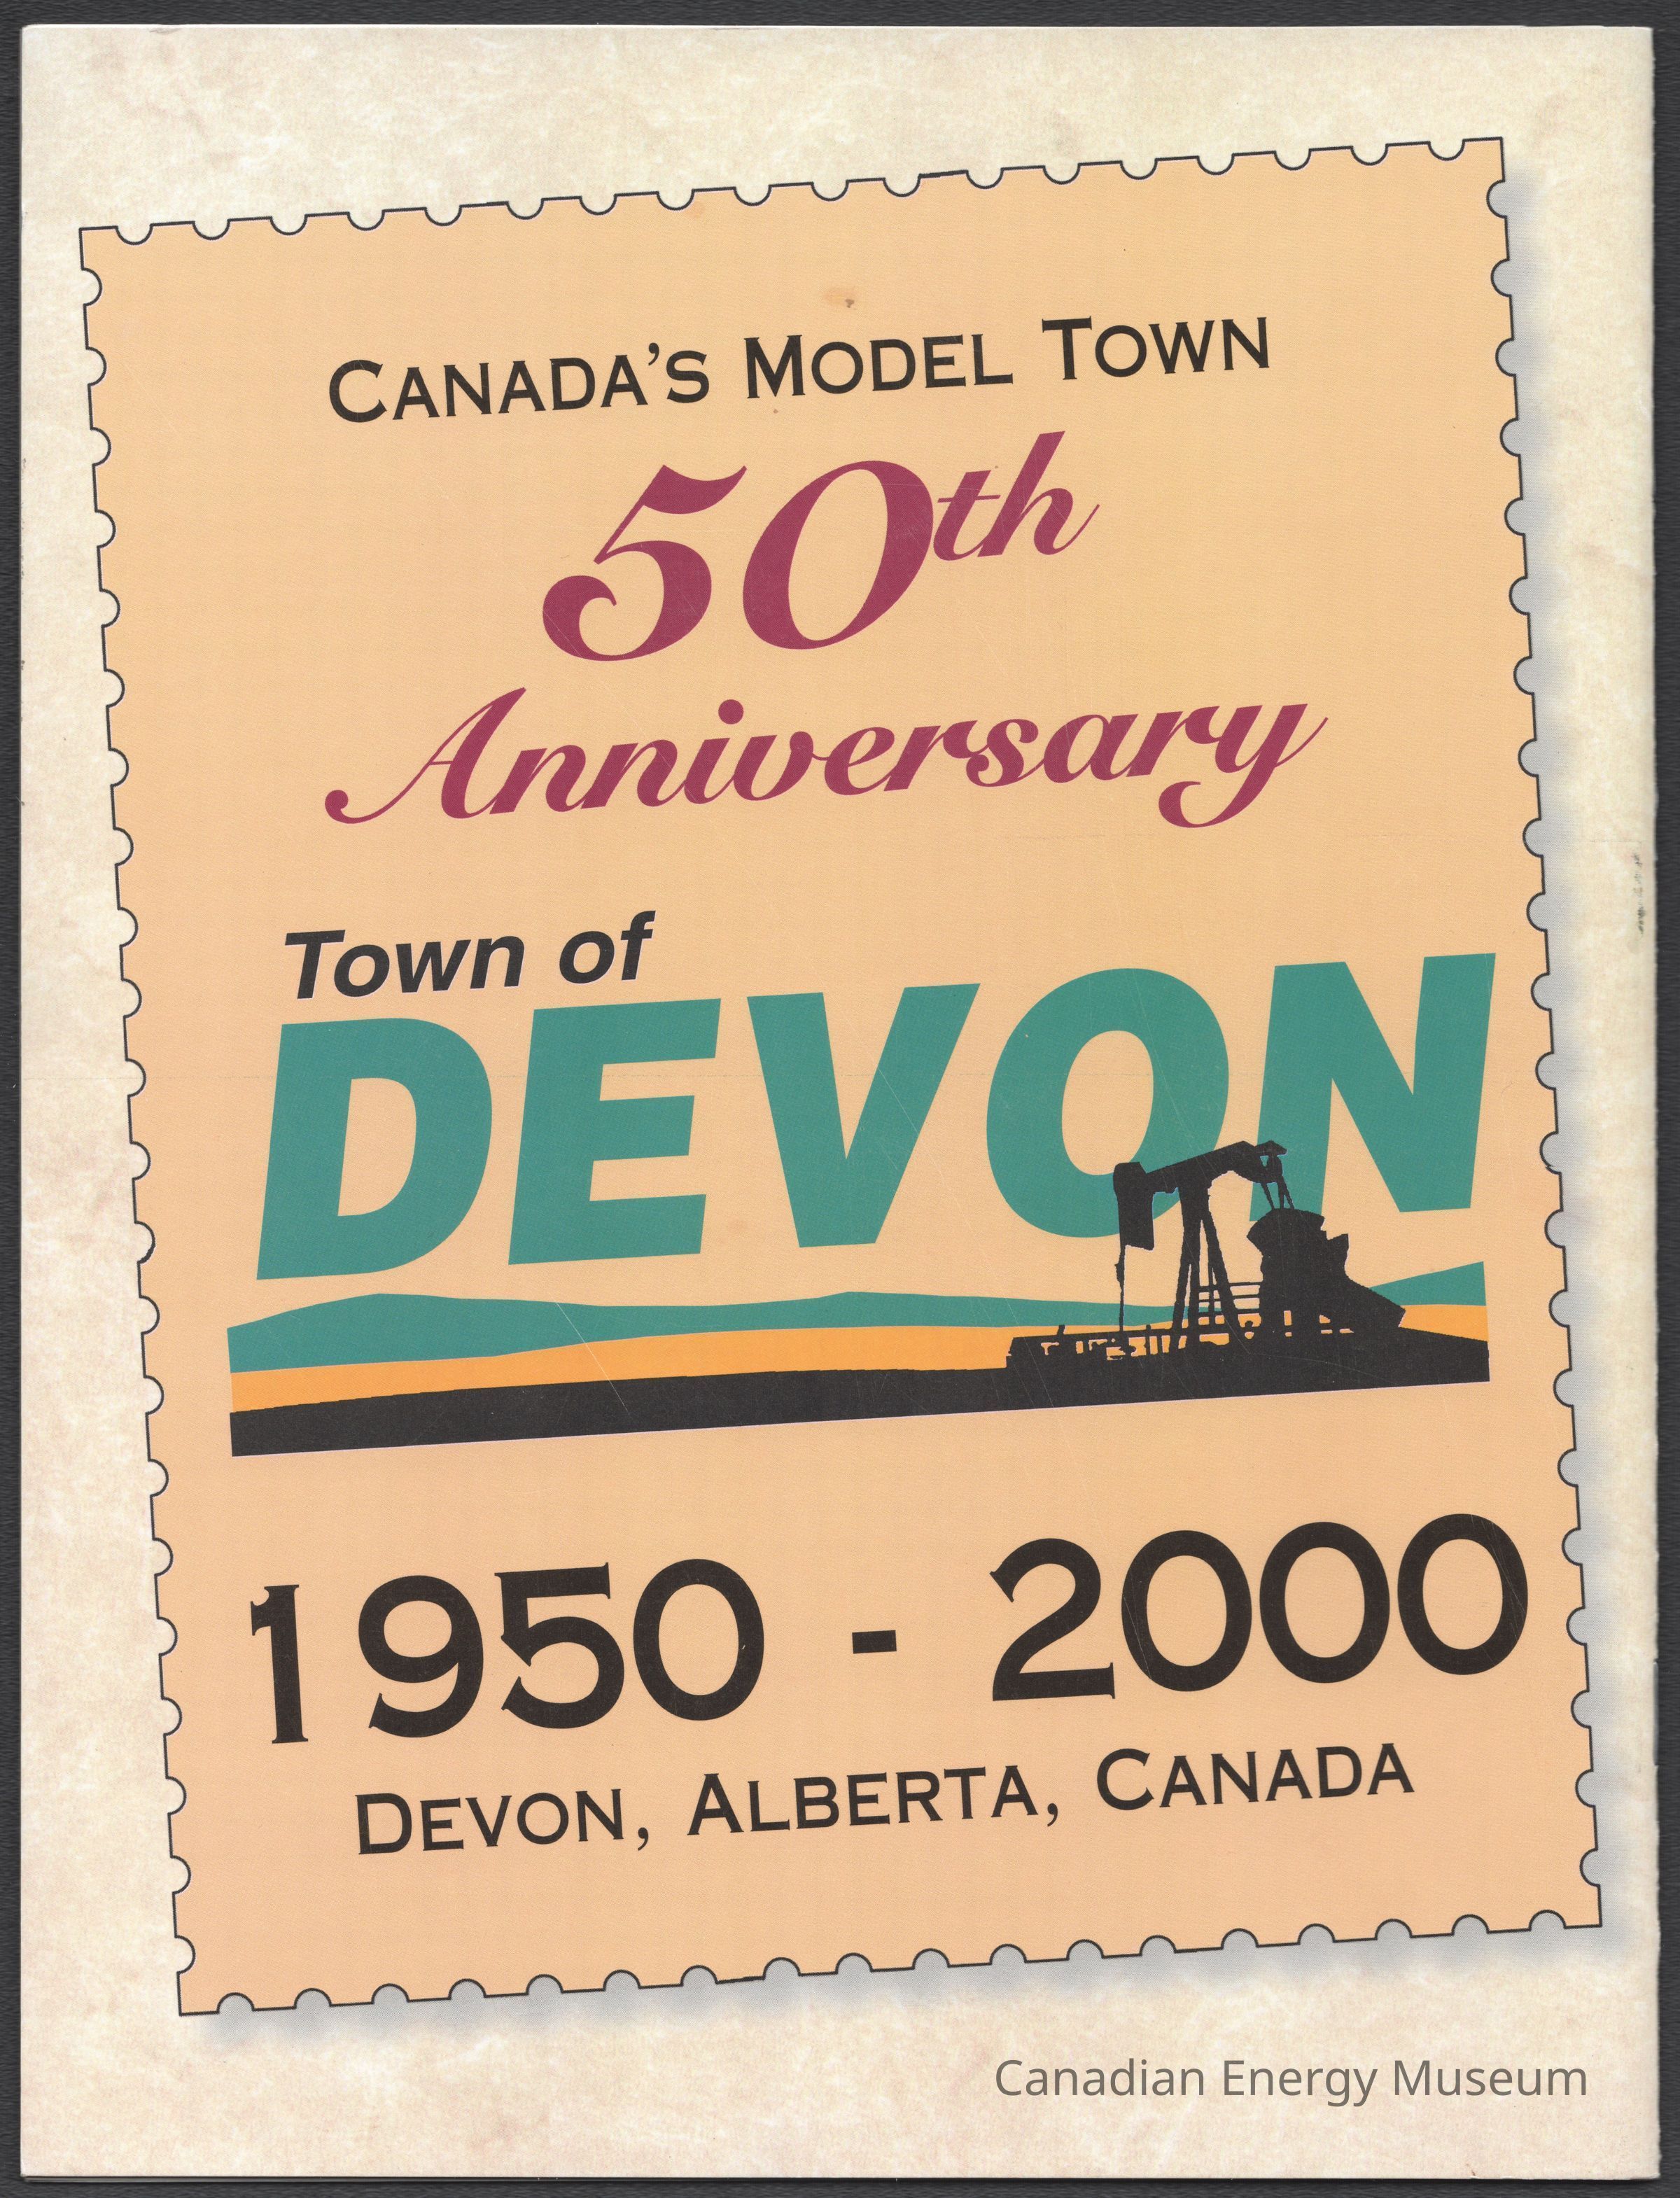 Canada's Model Town
50th
Anniversary
Town of
DEVON
1950 - 2000
Devon, Alberta, Canada
Canadian Energy Museum